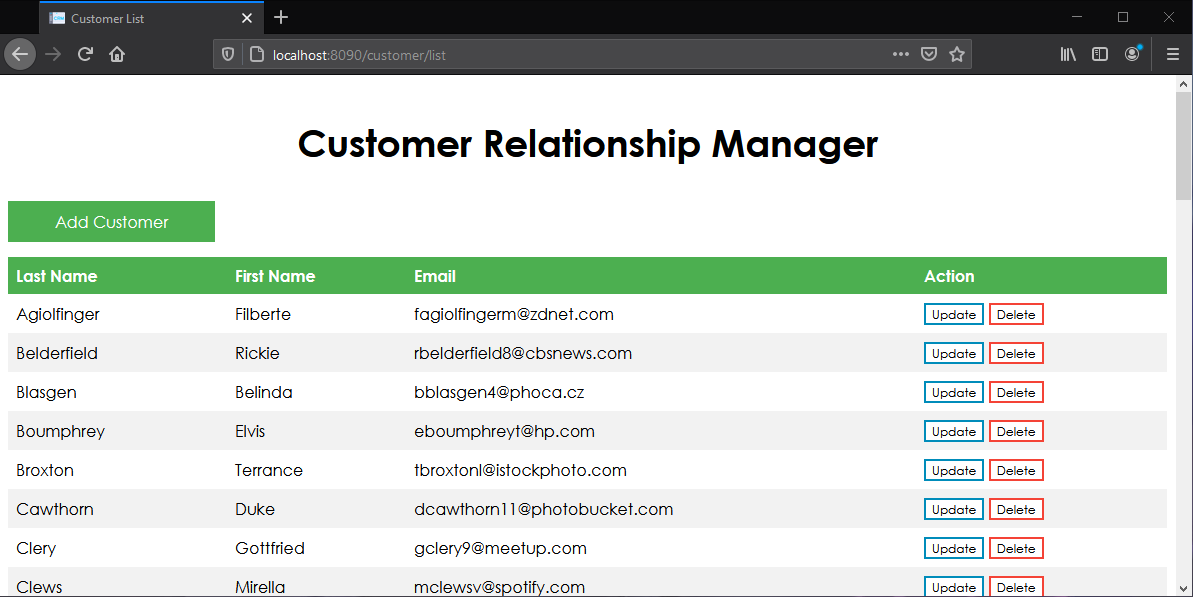 Customer List
localhost:8090/customer/list
Customer Relationship Manager
Add Customer
Last Name First Name Email Action
Agiolfinger Filberte fagiolfingerm@zdnet.com Update Delete
Belderfield Rickie rbelderfield8@cbsnews.com Update Delete
Blasgen Belinda bblasgen4@phoca.cz Update Delete
Boumphrey Elvis eboumphreyt@hp.com Update Delete
Broxton Terrance tbroxtonl@istockphoto.com Update Delete
Cawthorn Duke dcawthorn11@photobucket.com Update Delete
Clery Gottfried gclery9@meetup.com Update Delete
Clews Mirella mclewsv@spotify.com Update Delete